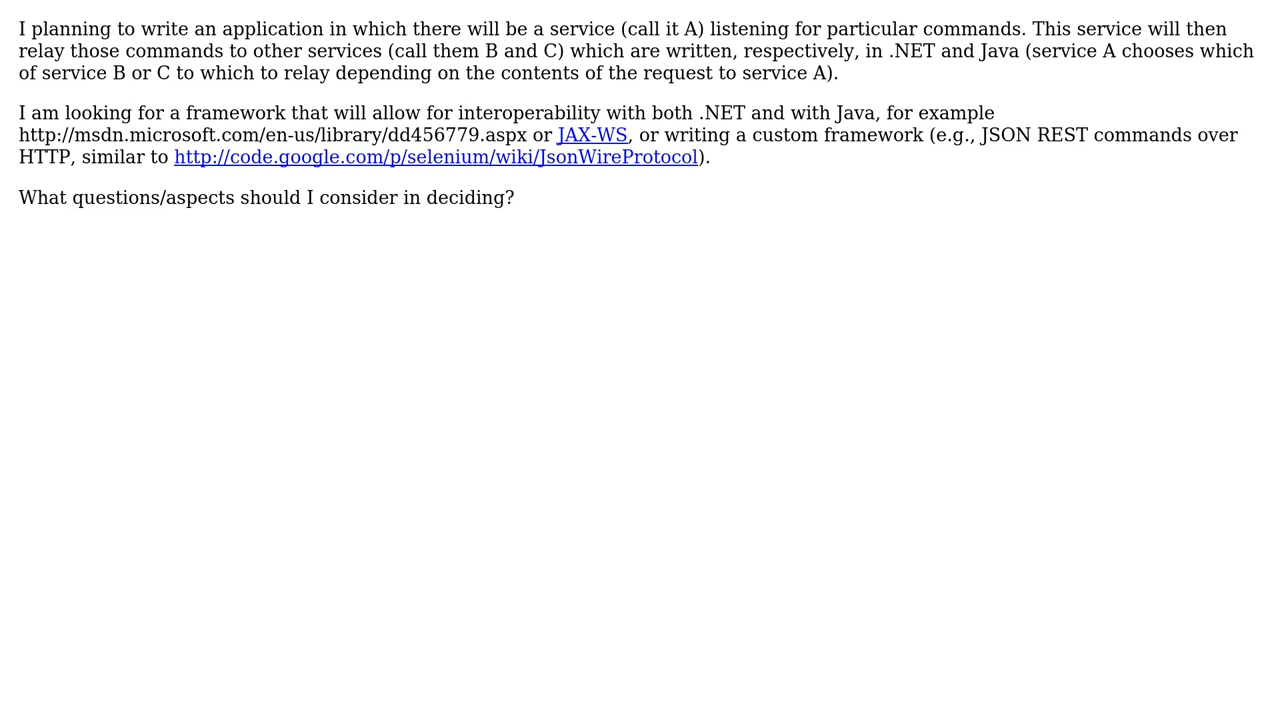 I planning to write an application in which there will be a service (call it A) listening for particular commands. This service will then
relay those commands to other services (call them B and C) which are written, respectively, in .NET and Java (service A chooses which
of service B or C to which to relay depending on the contents of the request to service A).
I am looking for a framework that will allow for interoperability with both .NET and with Java, for example
http://msdn.microsoft.com/en-us/library/dd456779.aspx or JAX-WS, or writing a custom framework (e.g., JSON REST commands over
HTTP, similar to http://code.google.com/p/selenium/wiki/JsonWireProtocol).
What questions/aspects should I consider in deciding?